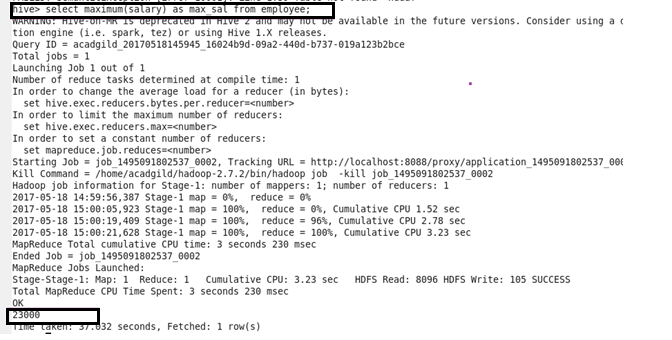 hive> select maximum(salary) as max_sal from employee;
WARNING: Hive-on-MR is deprecated in Hive 2 and may not be available in the future versions. Consider using a
tion engine (i.e. spark, tez) or using Hive 1.X releases.
Query ID = acadgild_20170518145945_16024b9d-09a2-440d-b737-019a123b2bce
Total jobs = 1
Launching Job 1 out of 1
Number of reduce tasks determined at compile time: 1
In order to change the average load for a reducer (in bytes):
set hive.exec.reducers.bytes.per.reducer=<number>
In order to limit the maximum number of reducers:
set hive.exec.reducers.max=<number>
In order to set a constant number of reducers:
set mapreduce.job.reduces=<number>
Starting Job = job_1495091802537_0002, Tracking URL = http://localhost:8088/proxy/application_1495091802537_000
Kill Command = /home/acadgild/hadoop-2.7.2/bin/hadoop job -kill job_1495091802537_0002
Hadoop job information for Stage-1: number of mappers: 1; number of reducers: 1
2017-05-18 14:59:56,387 Stage-1 map = 0%, reduce = 0%
2017-05-18 15:00:05,923 Stage-1 map = 100%, reduce = 0%, Cumulative CPU 1.52 sec
2017-05-18 15:00:19,409 Stage-1 map = 100%, reduce = 96%, Cumulative CPU 2.78 sec
2017-05-18 15:00:21,628 Stage-1 map = 100%, reduce = 100%, Cumulative CPU 3.23 sec
MapReduce Total cumulative CPU time: 3 seconds 230 msec
Ended Job = job_1495091802537_0002
MapReduce Jobs Launched:
Stage-Stage-1: Map: 1 Reduce: 1 Cumulative CPU: 3.23 sec HDFS Read: 8096 HDFS Write: 105 SUCCESS
Total MapReduce CPU Time Spent: 3 seconds 230 msec
OK
23000
Time taken: 37.032 seconds, Fetched: 1 row(s)